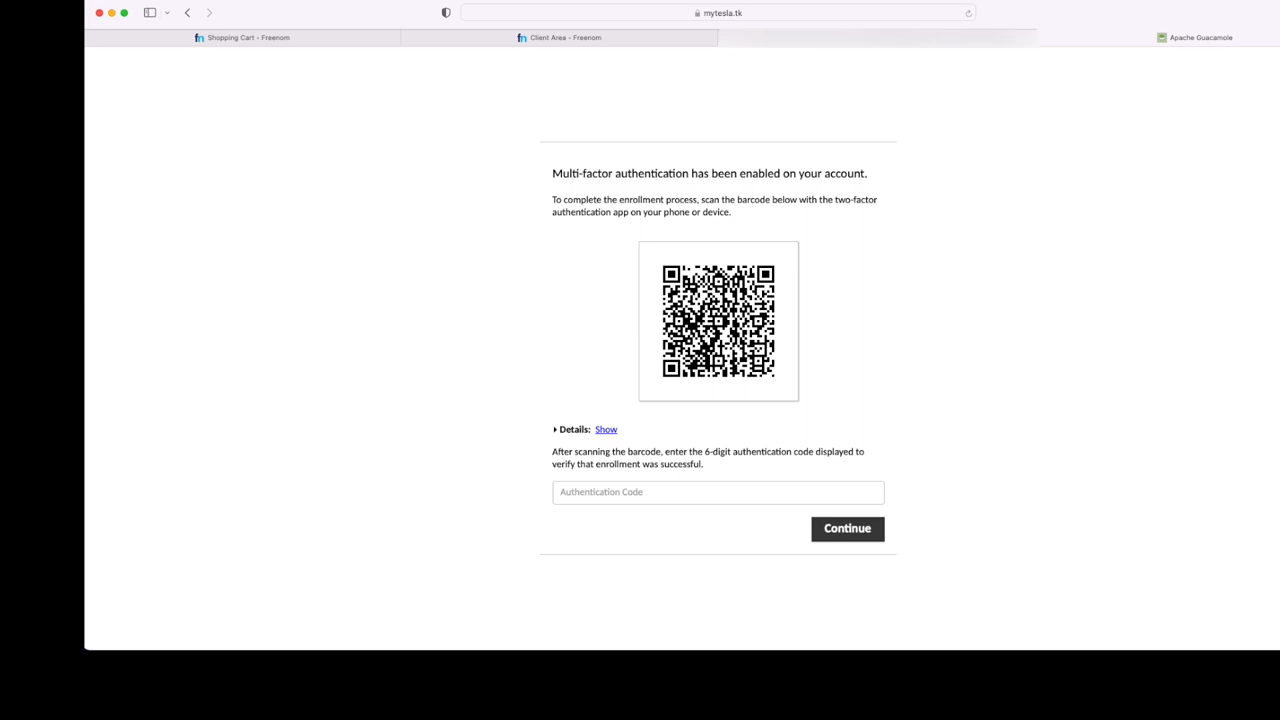 mytesla.tk
fn Shopping Cart - Freenom
fn Client Area - Freenom
Apache Guacamole
Multi-factor authentication has been enabled on your account.
To complete the enrollment process, scan the barcode below with the two-factor
authentication app on your phone or device.
Details: Show
After scanning the barcode, enter the 6-digit authentication code displayed to
verify that enrollment was successful.
Authentication Code
Continue